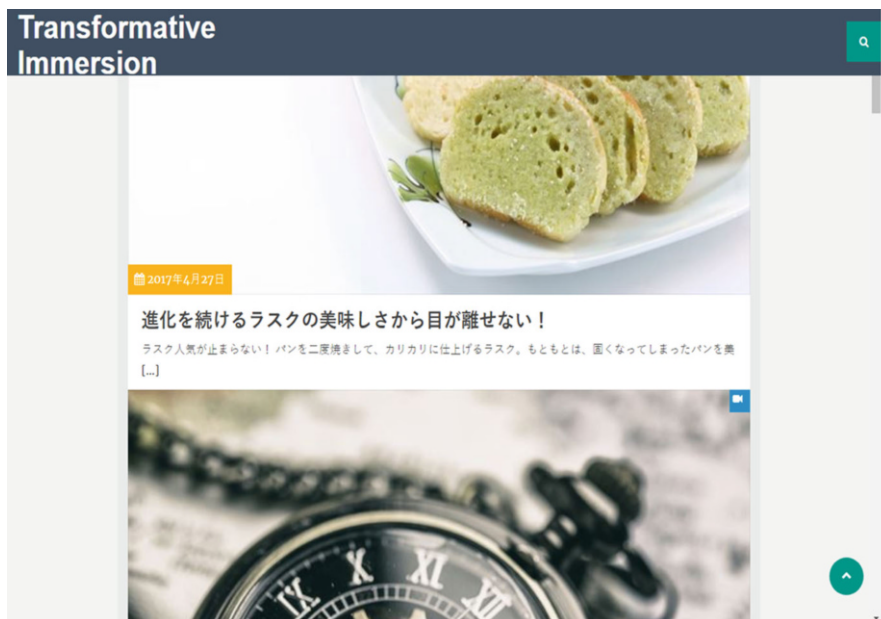 Transformative
Immersion
2017年4月27日
進化を続けるラスクの美味しさから目が離せない！
ラスク人気が止まらない！ パンを二度焼きして、カリカリに仕上げるラスク。もともとは、固くなってしまったパンを美
[...]
IX X XI XII